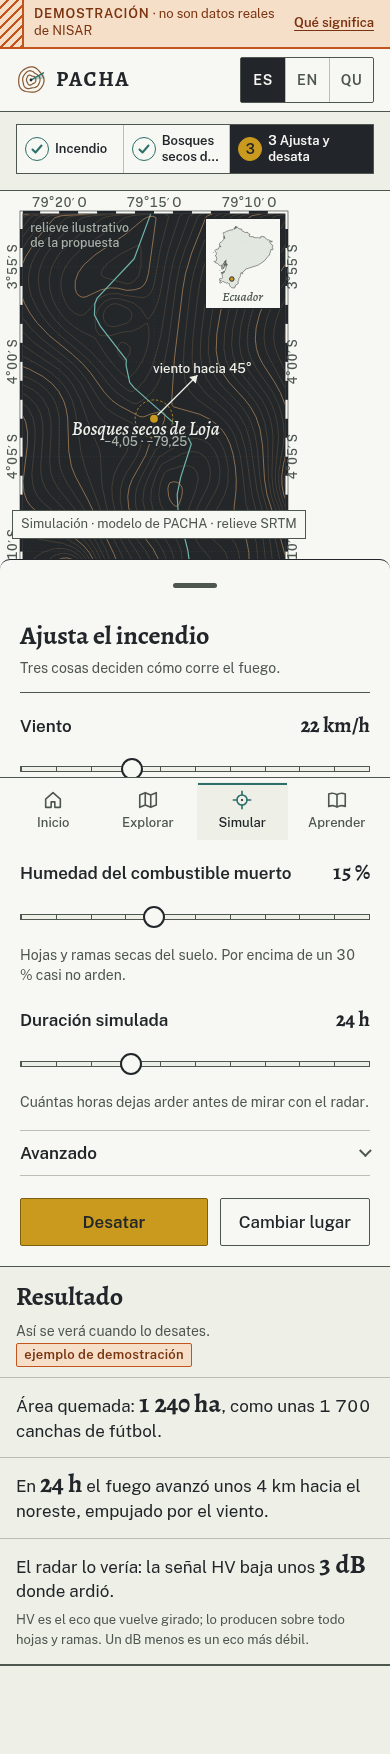 DEMOSTRACIÓN · no son datos reales
de NISAR
Qué significa
PACHA
ES
EN
QU
Incendio
Bosques
secos d...
3
3 Ajusta y
desata
79°20′ O
79°15′ O
79°10′ O
relieve ilustrativo
de la propuesta
Ecuador
3°55′ S
3°55′ S
4°00′ S
4°00′ S
viento hacia 45°
Bosques secos de Loja
−4,05 · −79,25
4°05′ S
4°05′ S
Simulación · modelo de PACHA · relieve SRTM
Ajusta el incendio
Tres cosas deciden cómo corre el fuego.
Viento
22 km/h
Inicio
Explorar
Simular
Aprender
Humedad del combustible muerto
15 %
Hojas y ramas secas del suelo. Por encima de un 30
% casi no arden.
Duración simulada
24 h
Cuántas horas dejas arder antes de mirar con el radar.
Avanzado
Desatar
Cambiar lugar
Resultado
Así se verá cuando lo desates.
ejemplo de demostración
Área quemada: 1 240 ha, como unas 1 700
canchas de fútbol.
En 24 h el fuego avanzó unos 4 km hacia el
noreste, empujado por el viento.
El radar lo vería: la señal HV baja unos 3 dB
donde ardió.
HV es el eco que vuelve girado; lo producen sobre todo
hojas y ramas. Un dB menos es un eco más débil.